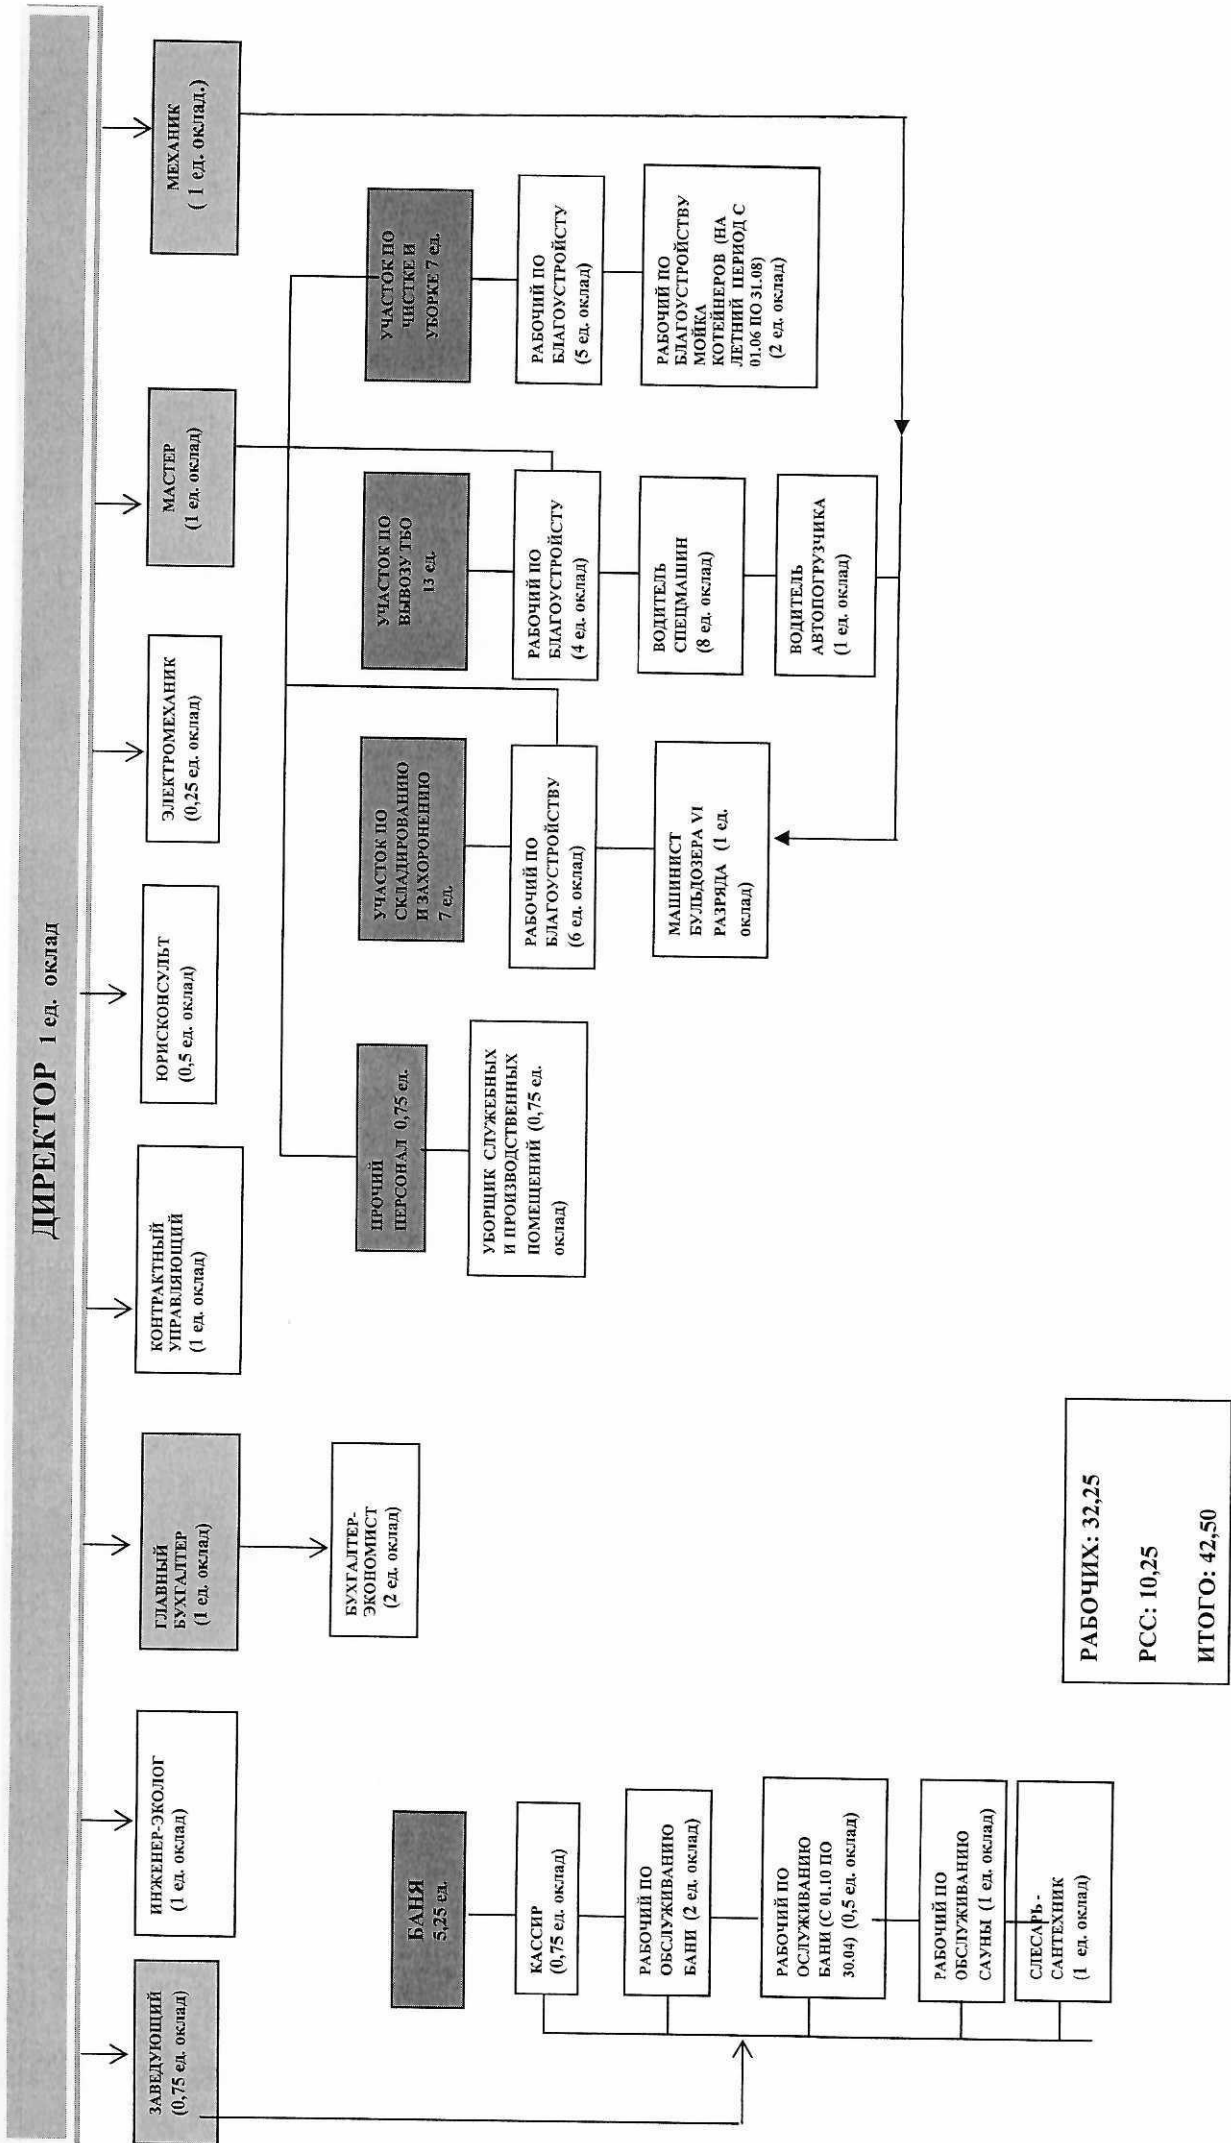 ДИРЕКТОР 1 ед. оклад
ЗАВЕДУЮЩИЙ
(0,75 ед. оклад)
ИНЖЕНЕР-ЭКОЛОГ
(1 ед. оклад)
ГЛАВНЫЙ
БУХГАЛТЕР
(1 ед. оклад)
КОНТРАКТНЫЙ
УПРАВЛЯЮЩИЙ
(1 ед. оклад)
ЮРИСКОНСУЛЬТ
(0,5 ед. оклад)
ЭЛЕКТРОМЕХАНИК
(0,25 ед. оклад)
МАСТЕР
(1 ед. оклад)
МЕХАНИК
( 1 ед. оклад.)
БУХГАЛТЕР-
ЭКОНОМИСТ
(2 ед. оклад)
БАНЯ
5,25 ед.
КАССИР
(0,75 ед. оклад)
РАБОЧИЙ ПО
ОБСЛУЖИВАНИЮ
БАНИ (2 ед. оклад)
РАБОЧИЙ ПО
ОСЛУЖИВАНИЮ
БАНИ (С 01.10 ПО
30.04) (0,5 ед. оклад)
РАБОЧИЙ ПО
ОБСЛУЖИВАНИЮ
САУНЫ (1 ед. оклад)
СЛЕСАРЬ -
САНТЕХНИК
(1 ед. оклад)
ПРОЧИЙ
ПЕРСОНАЛ 0,75 ед.
УБОРЩИК СЛУЖЕБНЫХ
И ПРОИЗВОДСТВЕННЫХ
ПОМЕЩЕНИЙ (0,75 ед.
оклад)
УЧАСТОК ПО
СКЛАДИРОВАНИЮ
И ЗАХОРОНЕНИЮ
7 ед.
РАБОЧИЙ ПО
БЛАГОУСТРОЙСТВУ
(6 ед. оклад)
МАШИНИСТ
БУЛЬДОЗЕРА VI
РАЗРЯДА (1 ед.
оклад)
УЧАСТОК ПО
ВЫВОЗУ ТБО
13 ед.
РАБОЧИЙ ПО
БЛАГОУСТРОЙСТУ
(4 ед. оклад)
ВОДИТЕЛЬ
СПЕЦМАШИН
(8 ед. оклад)
ВОДИТЕЛЬ
АВТОПОГРУЗЧИКА
(1 ед. оклад)
УЧАСТОК ПО
ЧИСТКЕ И
УБОРКЕ 7 ед.
РАБОЧИЙ ПО
БЛАГОУСТРОЙСТУ
(5 ед. оклад)
РАБОЧИЙ ПО
БЛАГОУСТРОЙСТВУ
МОЙКА
КОТЕЙНЕРОВ (НА
ЛЕТНИЙ ПЕРИОД С
01.06 ПО 31.08)
(2 ед. оклад)
РАБОЧИХ: 32,25
РСС: 10,25
ИТОГО: 42,50